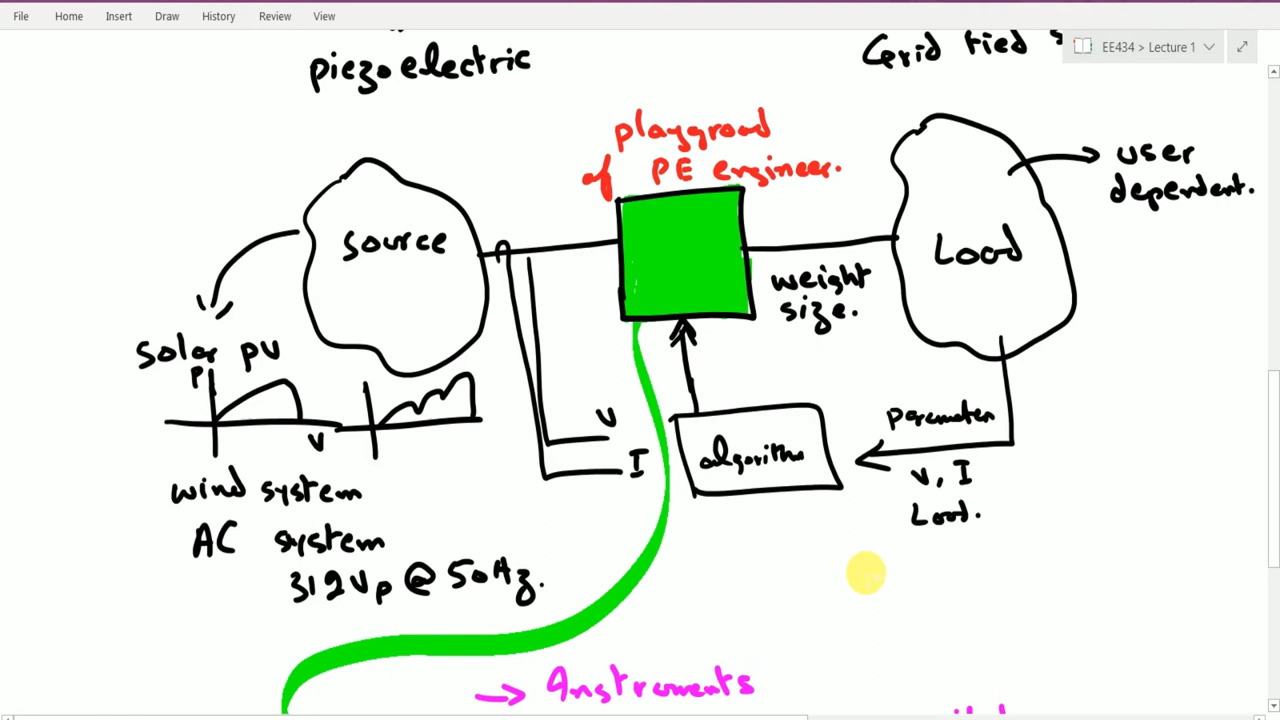 File Home Insert Draw History Review View
EE434 > Lecture 1
piezoelectric
Grid tied
playgroad
of PE engineer.
user
dependent.
source
Load
weight
size.
solar pv
P
V
V
I
algorithm
parameter
V, I
Load.
wind system
AC system
312Vp @ 50Hz.
→ Instruments